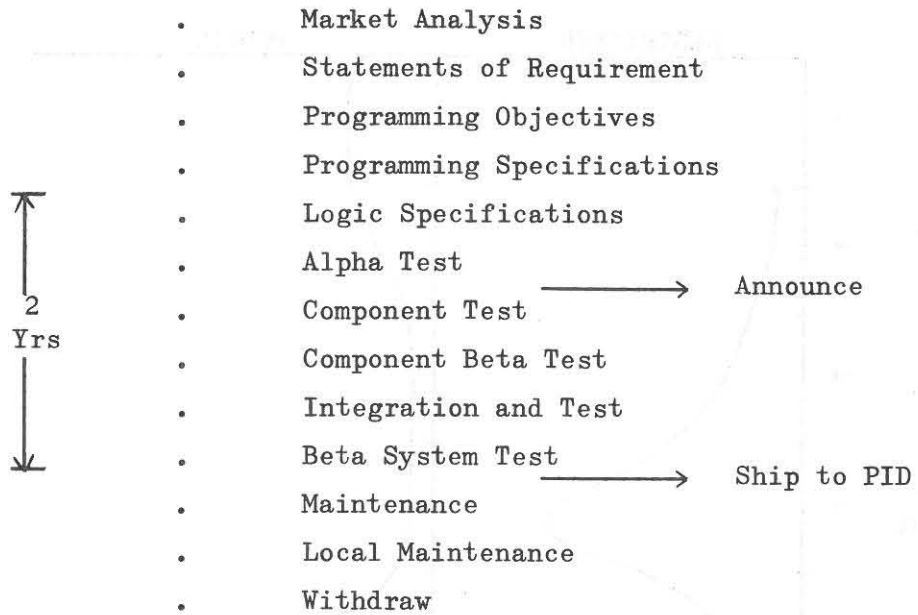 . Market Analysis
. Statements of Requirement
. Programming Objectives
. Programming Specifications
. Logic Specifications
. Alpha Test
Announce
2
Yrs
. Component Test
. Component Beta Test
. Integration and Test
. Beta System Test
Ship to PID
. Maintenance
. Local Maintenance
. Withdraw